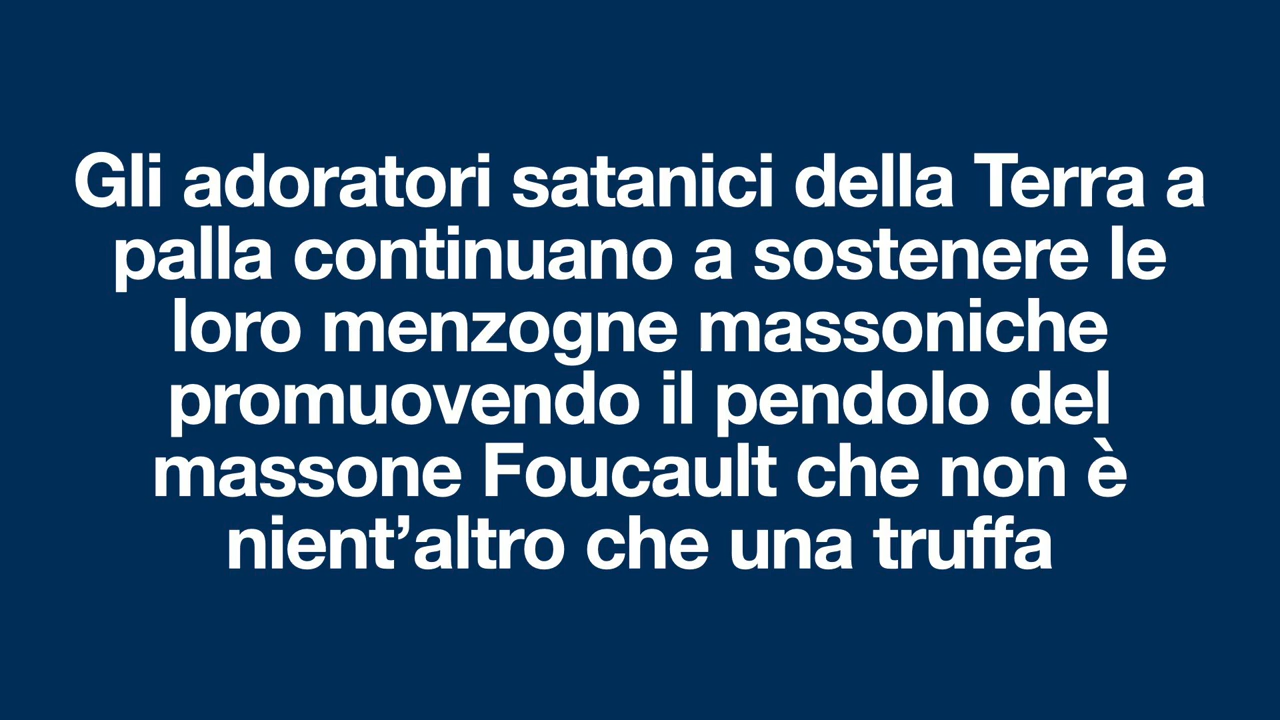 Gli adoratori satanici della Terra a
palla continuano a sostenere le
loro menzogne massoniche
promuovendo il pendolo del
massone Foucault che non è
nient’altro che una truffa